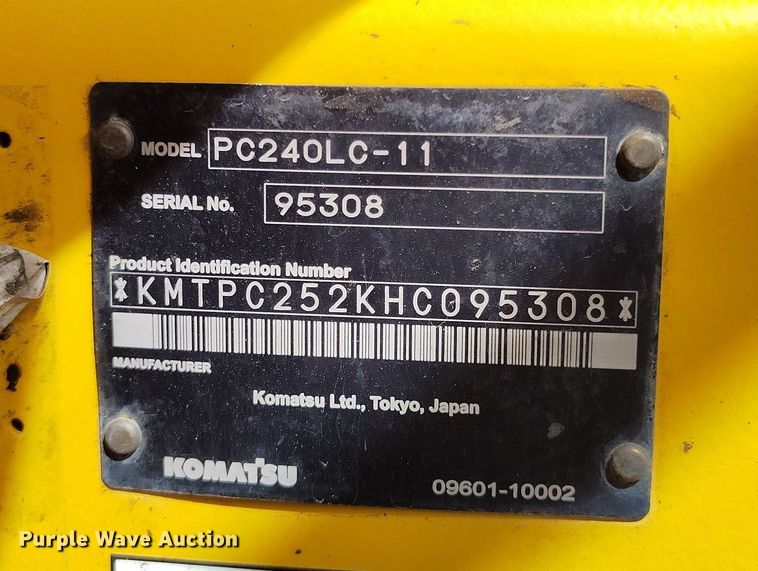 MODEL PC240LC-11
SERIAL No. 95308
Product Identification Number
*KMTPC252KHC095308*
MANUFACTURER
Komatsu Ltd., Tokyo, Japan
KOMATSU
09601-10002
Purple Wave Auction